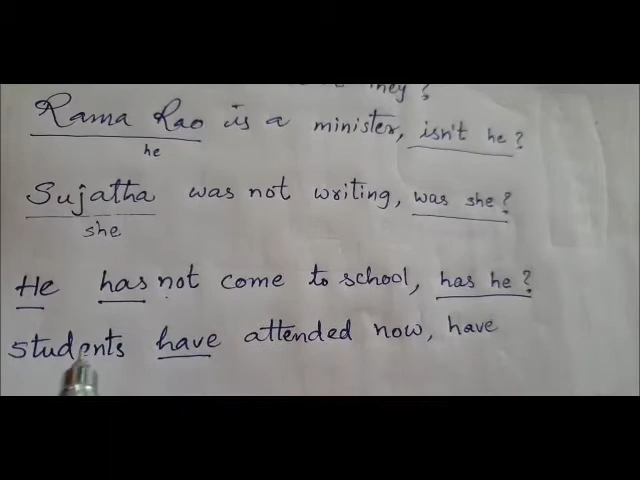 they?
Rama Rao is a minister, isn't he?
he
Sujatha was not writing, was she?
she
He has not come to school, has he?
students have attended now, have